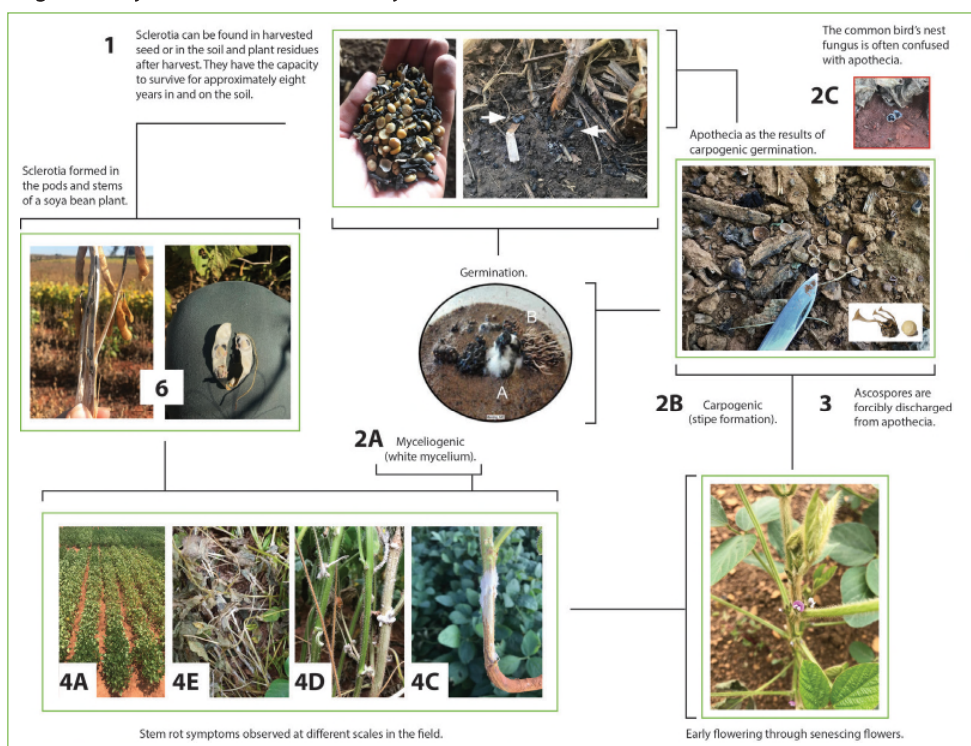 1
Sclerotia can be found in harvested
seed or in the soil and plant residues
after harvest. They have the capacity
to survive for approximately eight
years in and on the soil.
The common bird's nest
fungus is often confused
with apothecia.
2C
Apothecia as the results of
carpogenic germination.
Sclerotia formed in
the pods and stems
of a soya bean plant.
6
Germination.
B
A
2A
Myceliogenic
(white mycelium).
2B
Carpogenic
(stipe formation).
3
Ascospores are
forcibly discharged
from apothecia.
4A
4E
4D
4C
Stem rot symptoms observed at different scales in the field.
Early flowering through senescing flowers.